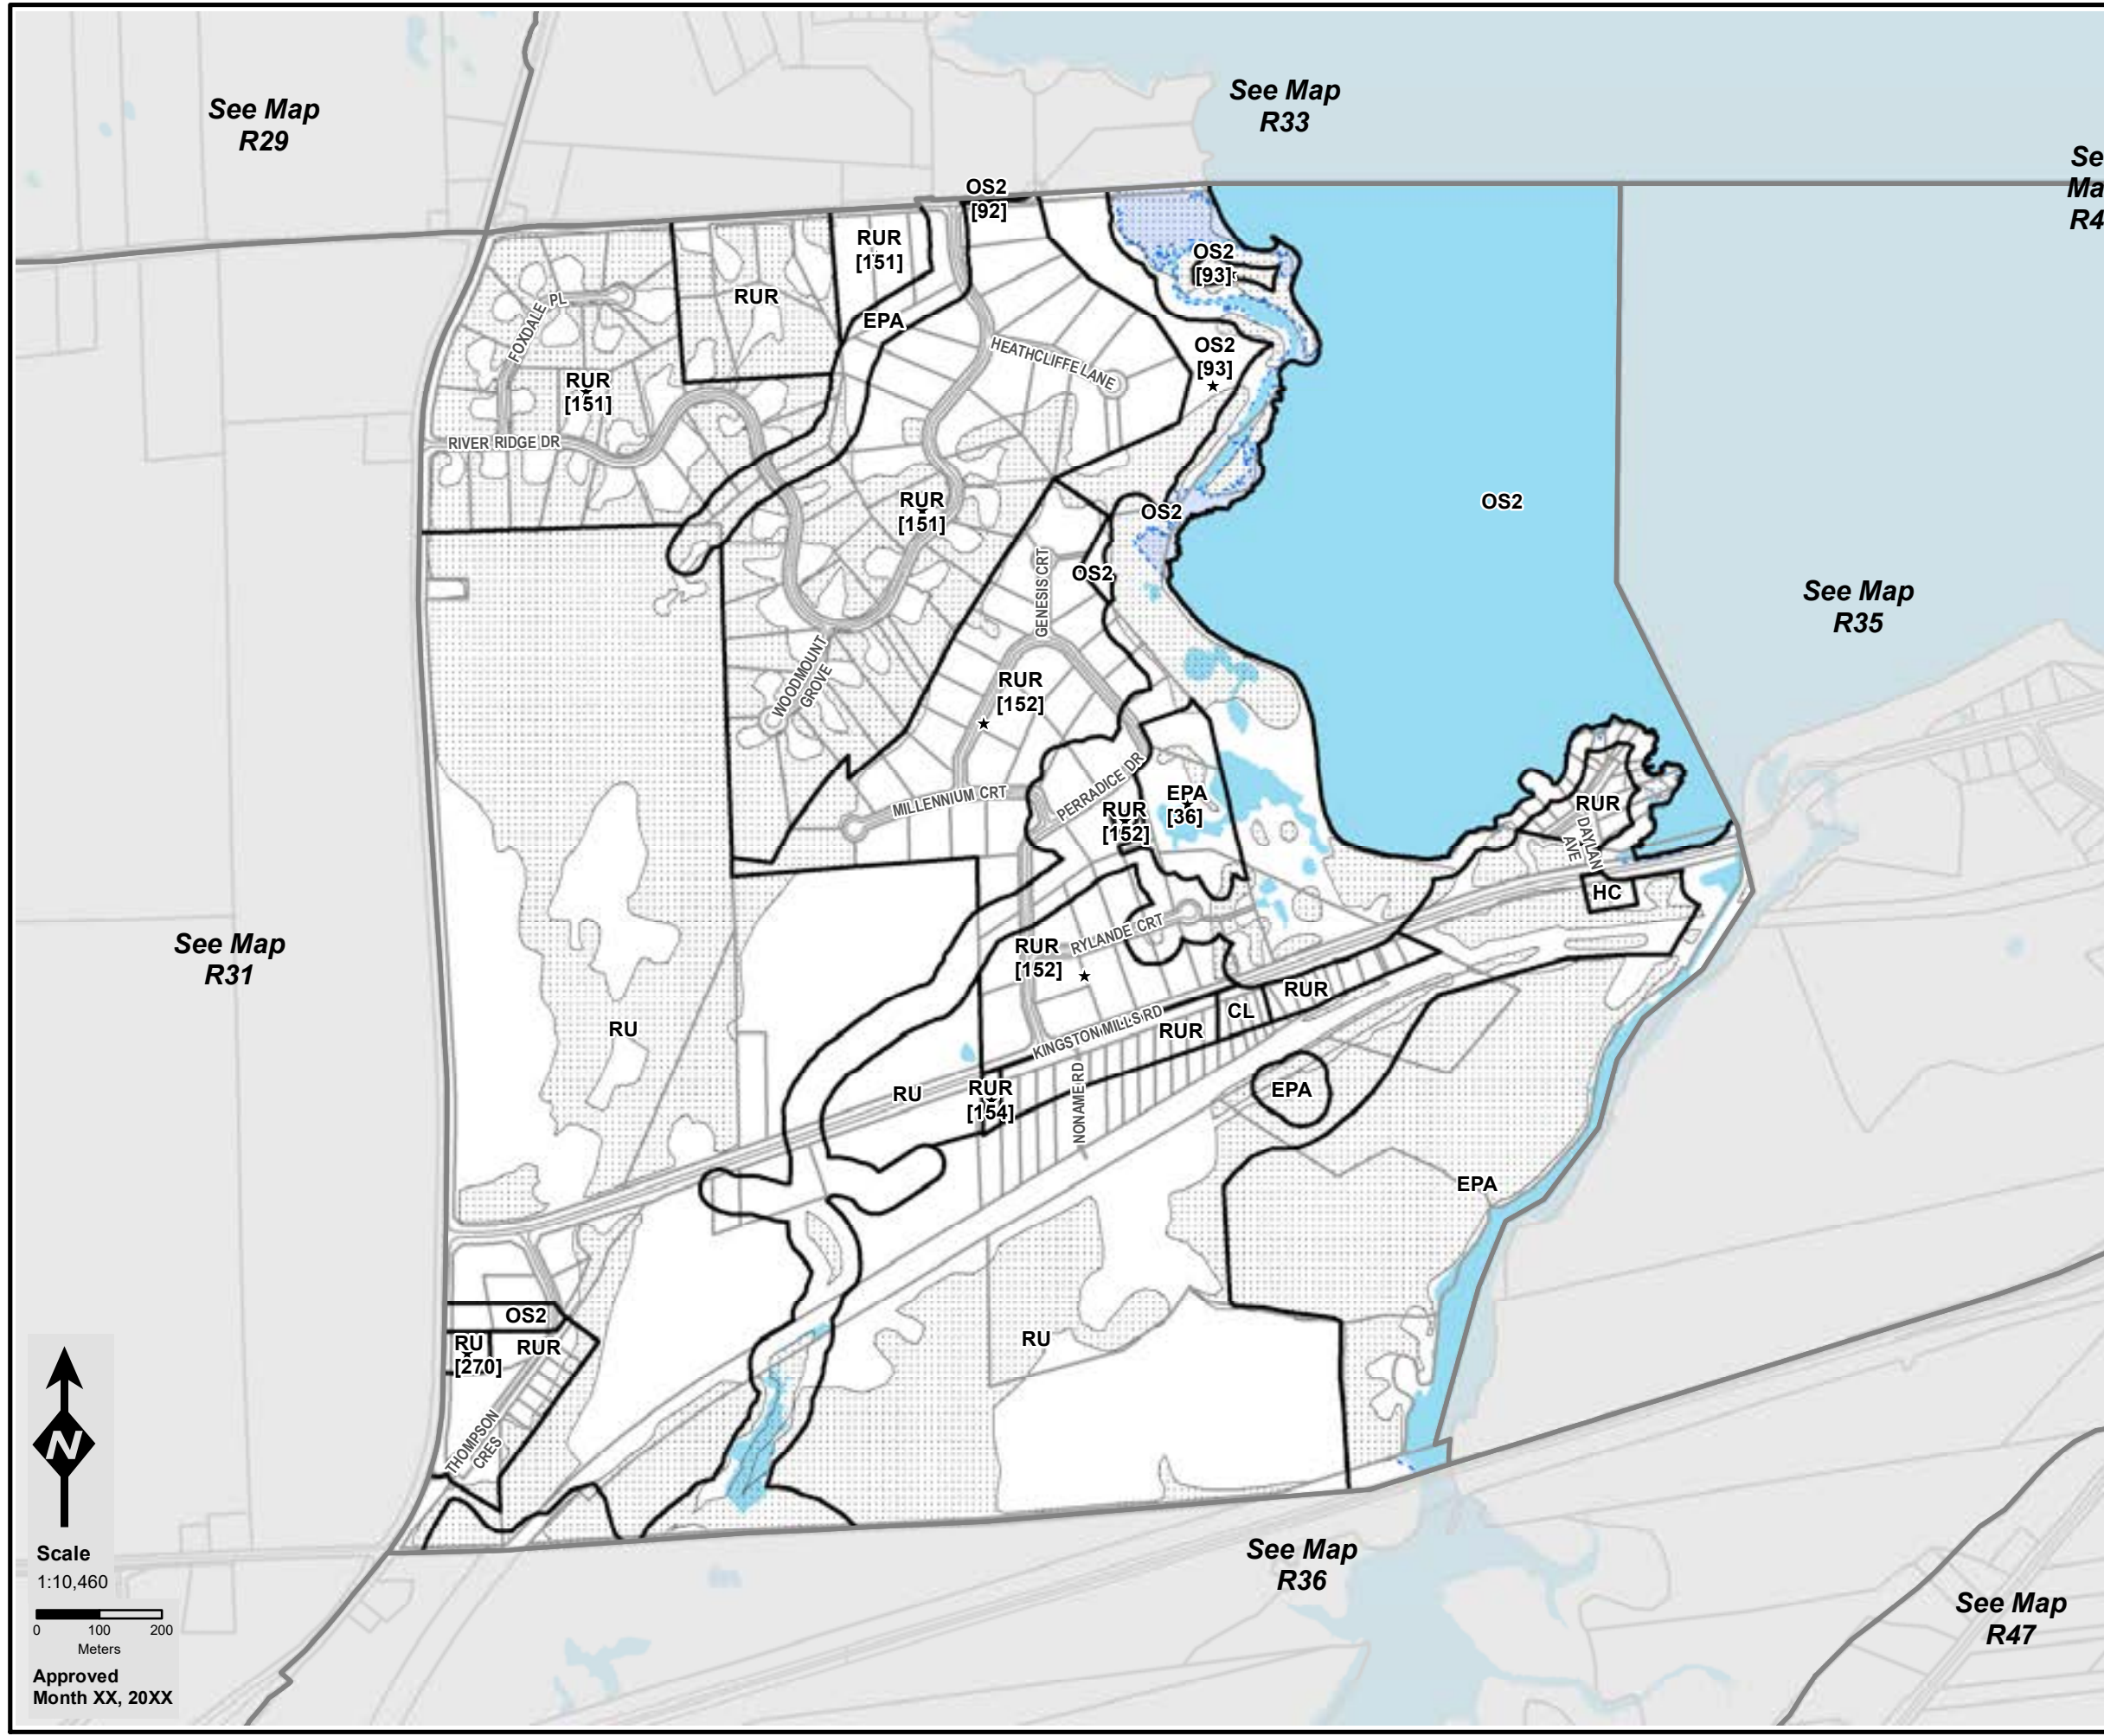 See Map
R29
See Map
R33
Se
Ma
R4
OS2
[92]
RUR
[151]
OS2
[93]
RUR
EPA
FOXDALE PL
HEATHCLIFFE LANE
OS2
[93]
RUR
[151]
RIVER RIDGE DR
RUR
[151]
OS2
OS2
OS2
GENESIS CRT
See Map
R35
WOODMOUNT
GROVE
RUR
[152]
MILLENNIUM CRT
PERRADICE DR
EPA
[36]
RUR
[152]
RUR
DAYLAN
AVE
HC
See Map
R31
RUR
[152]
RYLANDE CRT
RUR
CL
RUR
KINGSTON MILLS RD
RU
RU
RUR
[154]
NONAME RD
EPA
EPA
OS2
RU
[270]
RUR
RU
THOMPSON
CRES
N
Scale
1:10,460
0 100 200
Meters
Approved
Month XX, 20XX
See Map
R36
See Map
R47